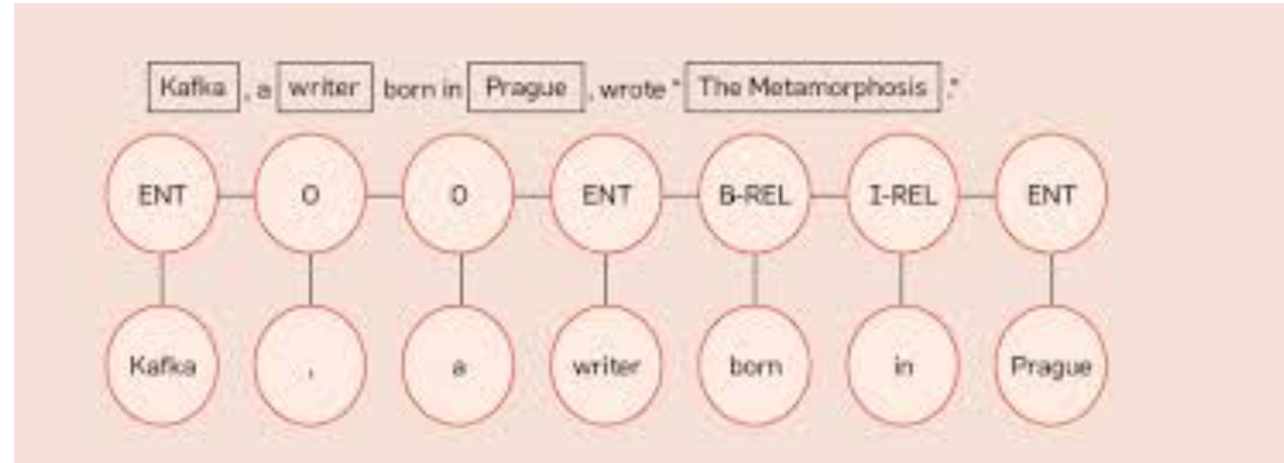 Kafka, a writer born in Prague, wrote "The Metamorphosis."
ENT O O ENT B-REL I-REL ENT
Kafka , a writer born in Prague